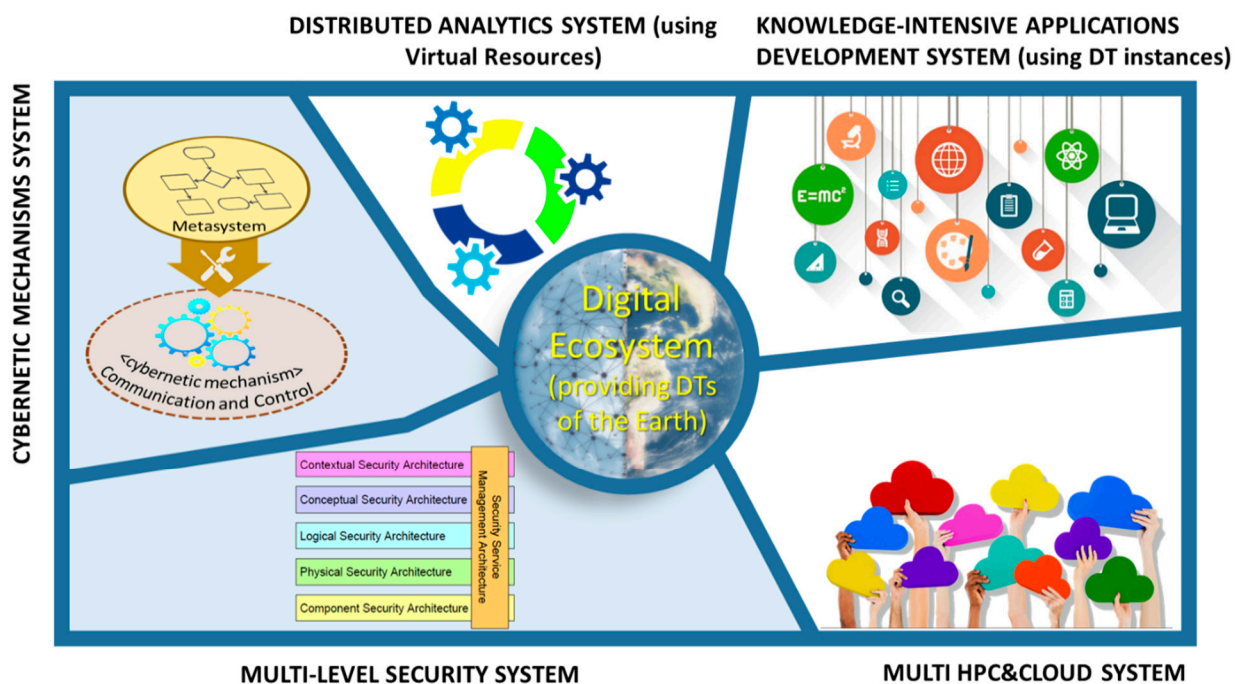 DISTRIBUTED ANALYTICS SYSTEM (using
Virtual Resources)
KNOWLEDGE-INTENSIVE APPLICATIONS
DEVELOPMENT SYSTEM (using DT instances)
CYBERNETIC MECHANISMS SYSTEM
Metasystem
<cybernetic mechanism>
Communication and Control
E=mc²
Digital
Ecosystem
(providing DTs
of the Earth)
Contextual Security Architecture
Conceptual Security Architecture
Logical Security Architecture
Physical Security Architecture
Component Security Architecture
Security Service
Management Architecture
MULTI-LEVEL SECURITY SYSTEM
MULTI HPC&CLOUD SYSTEM